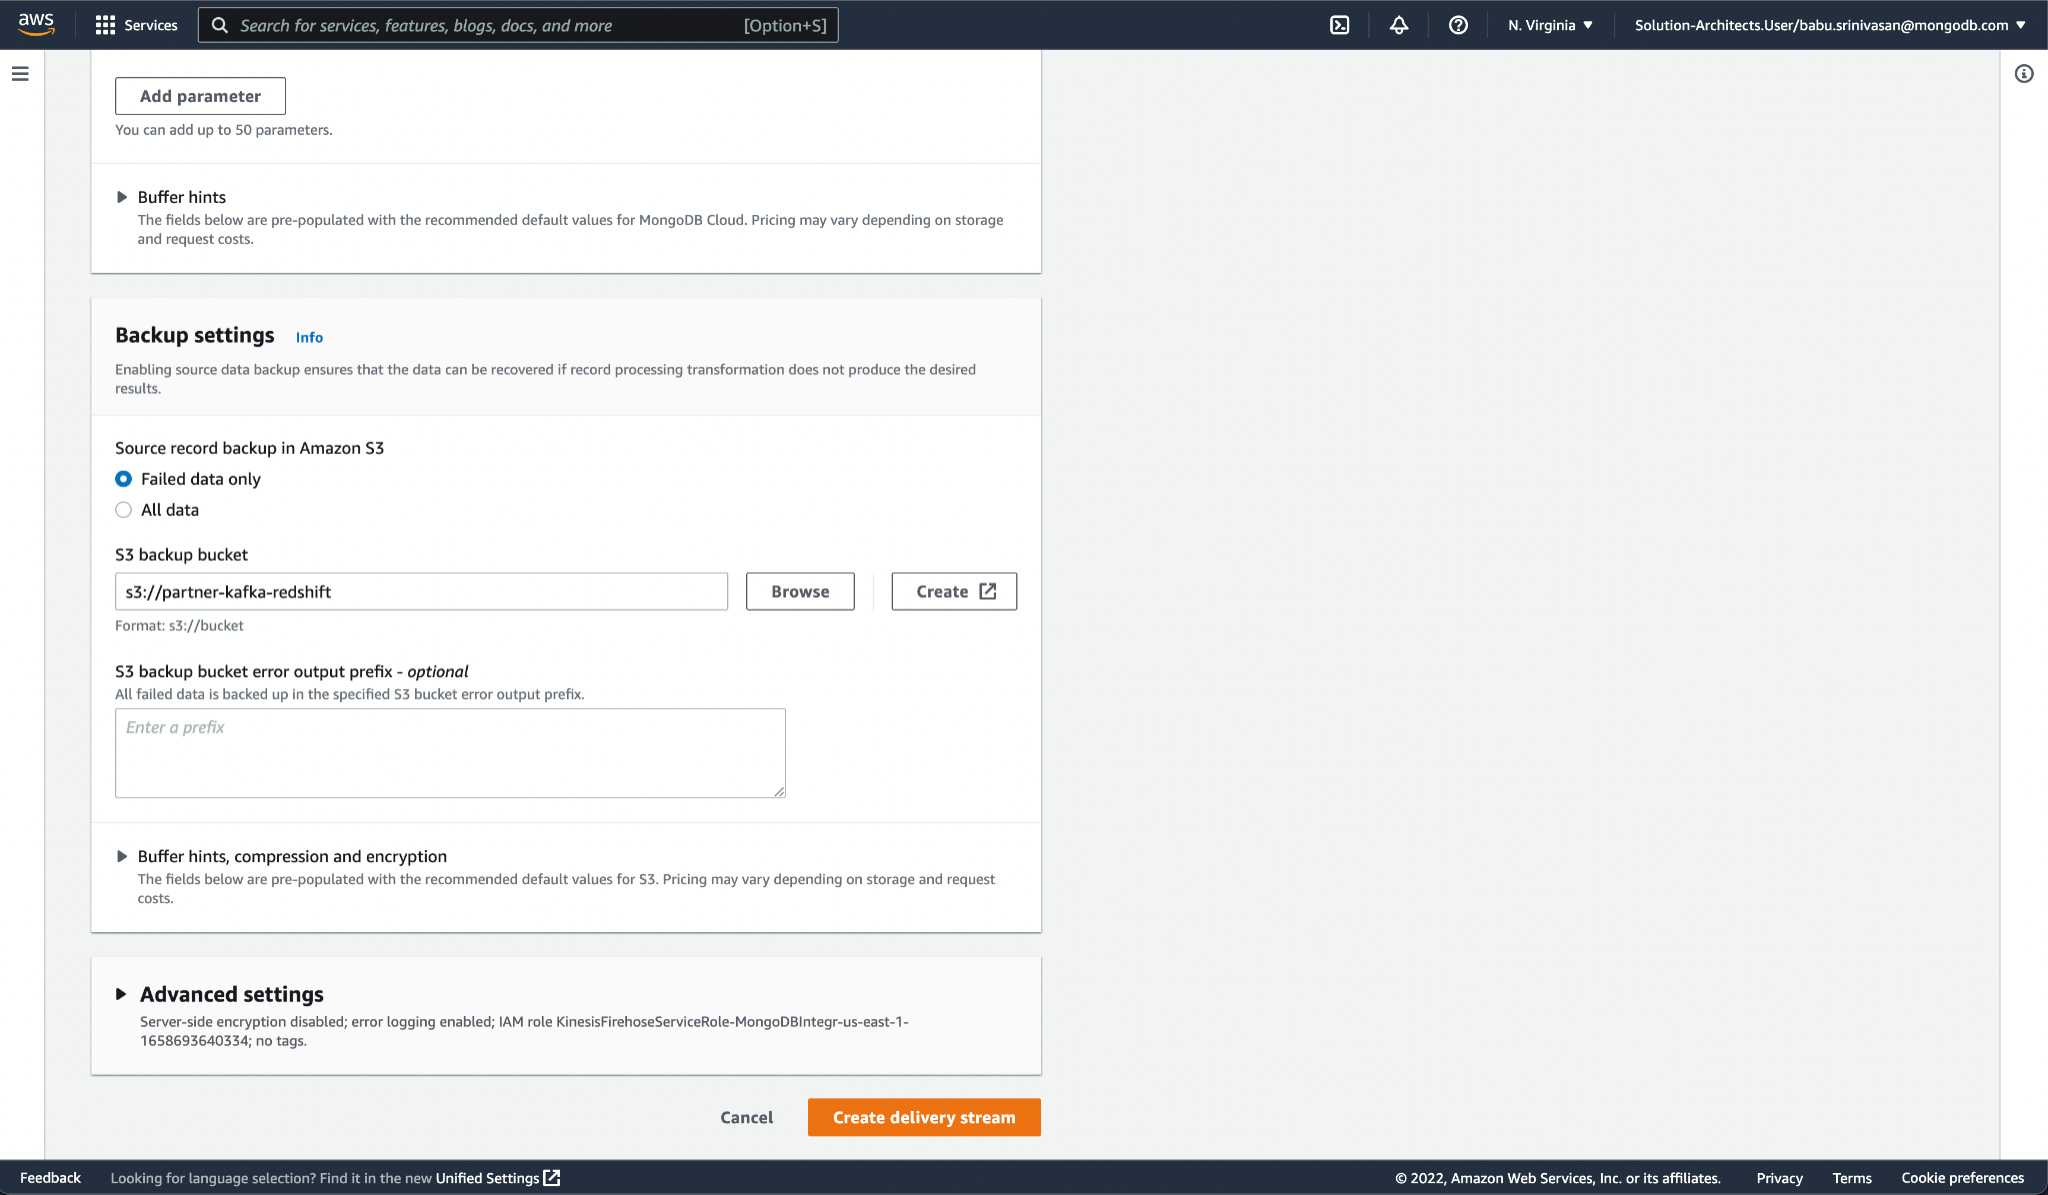 aws
Services
Search for services, features, blogs, docs, and more [Option+S]
N. Virginia
Solution-Architects.User/babu.srinivasan@mongodb.com
Add parameter
You can add up to 50 parameters.
Buffer hints
The fields below are pre-populated with the recommended default values for MongoDB Cloud. Pricing may vary depending on storage
and request costs.
Backup settings Info
Enabling source data backup ensures that the data can be recovered if record processing transformation does not produce the desired
results.
Source record backup in Amazon S3
Failed data only
All data
S3 backup bucket
s3://partner-kafka-redshift
Browse
Create
Format: s3://bucket
S3 backup bucket error output prefix - optional
All failed data is backed up in the specified S3 bucket error output prefix.
Enter a prefix
Buffer hints, compression and encryption
The fields below are pre-populated with the recommended default values for S3. Pricing may vary depending on storage and request
costs.
Advanced settings
Server-side encryption disabled; error logging enabled; IAM role KinesisFirehoseServiceRole-MongoDBIntegr-us-east-1-
1658693640334; no tags.
Cancel
Create delivery stream
Feedback
Looking for language selection? Find it in the new Unified Settings
© 2022, Amazon Web Services, Inc. or its affiliates.
Privacy
Terms
Cookie preferences